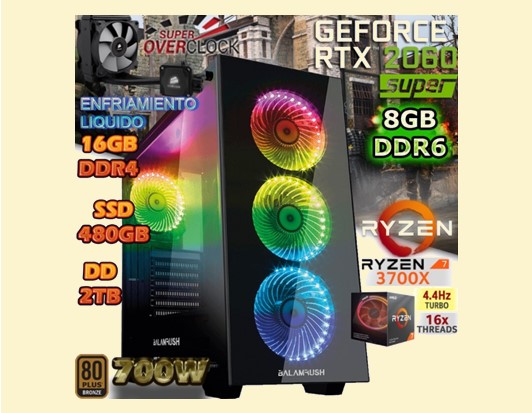 SUPER
OVERCLOCK
ENFRIAMIENTO
LIQUIDO
16GB
DDR4
SSD
480GB
DD
2TB
80
PLUS
BRONZE
700W
GEFORCE
RTX 2060
SUPER
8GB
DDR6
RYZEN
RYZEN 7
3700X
4.4Hz
TURBO
16x
THREADS
RYZEN
BALAMRUSH
BALAMRUSH